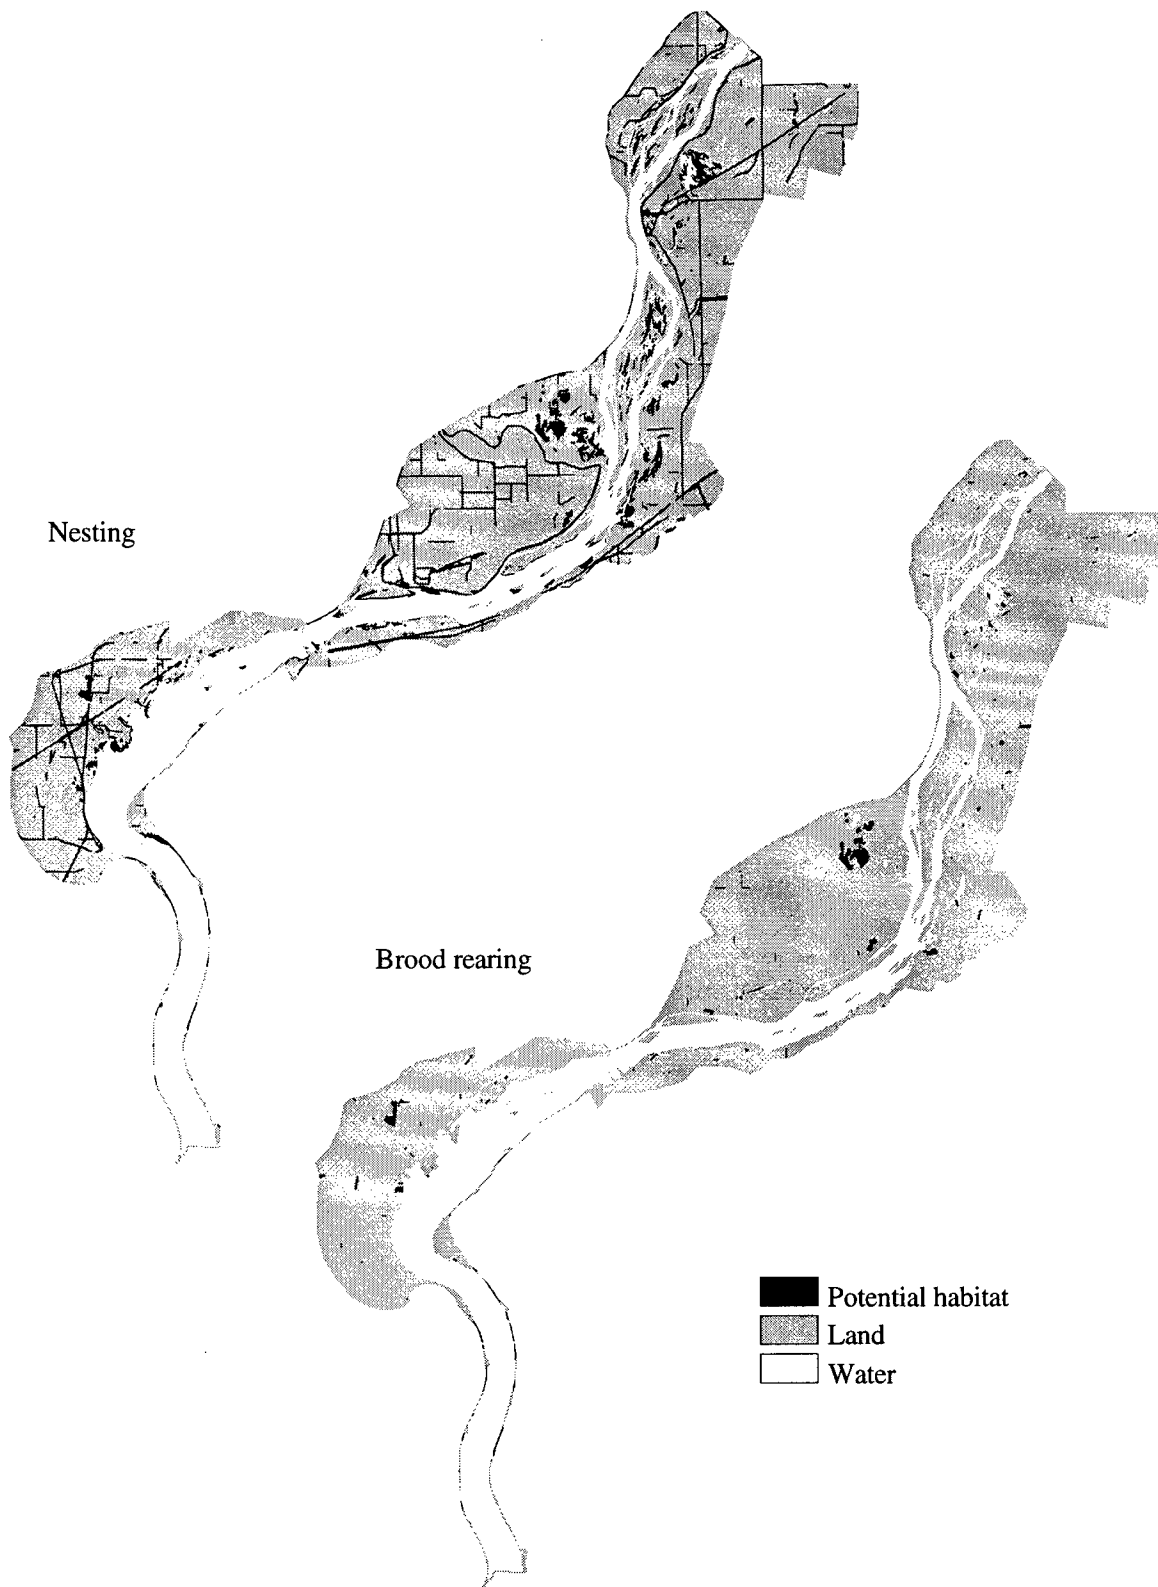 Nesting
Brood rearing
Potential habitat
Land
Water